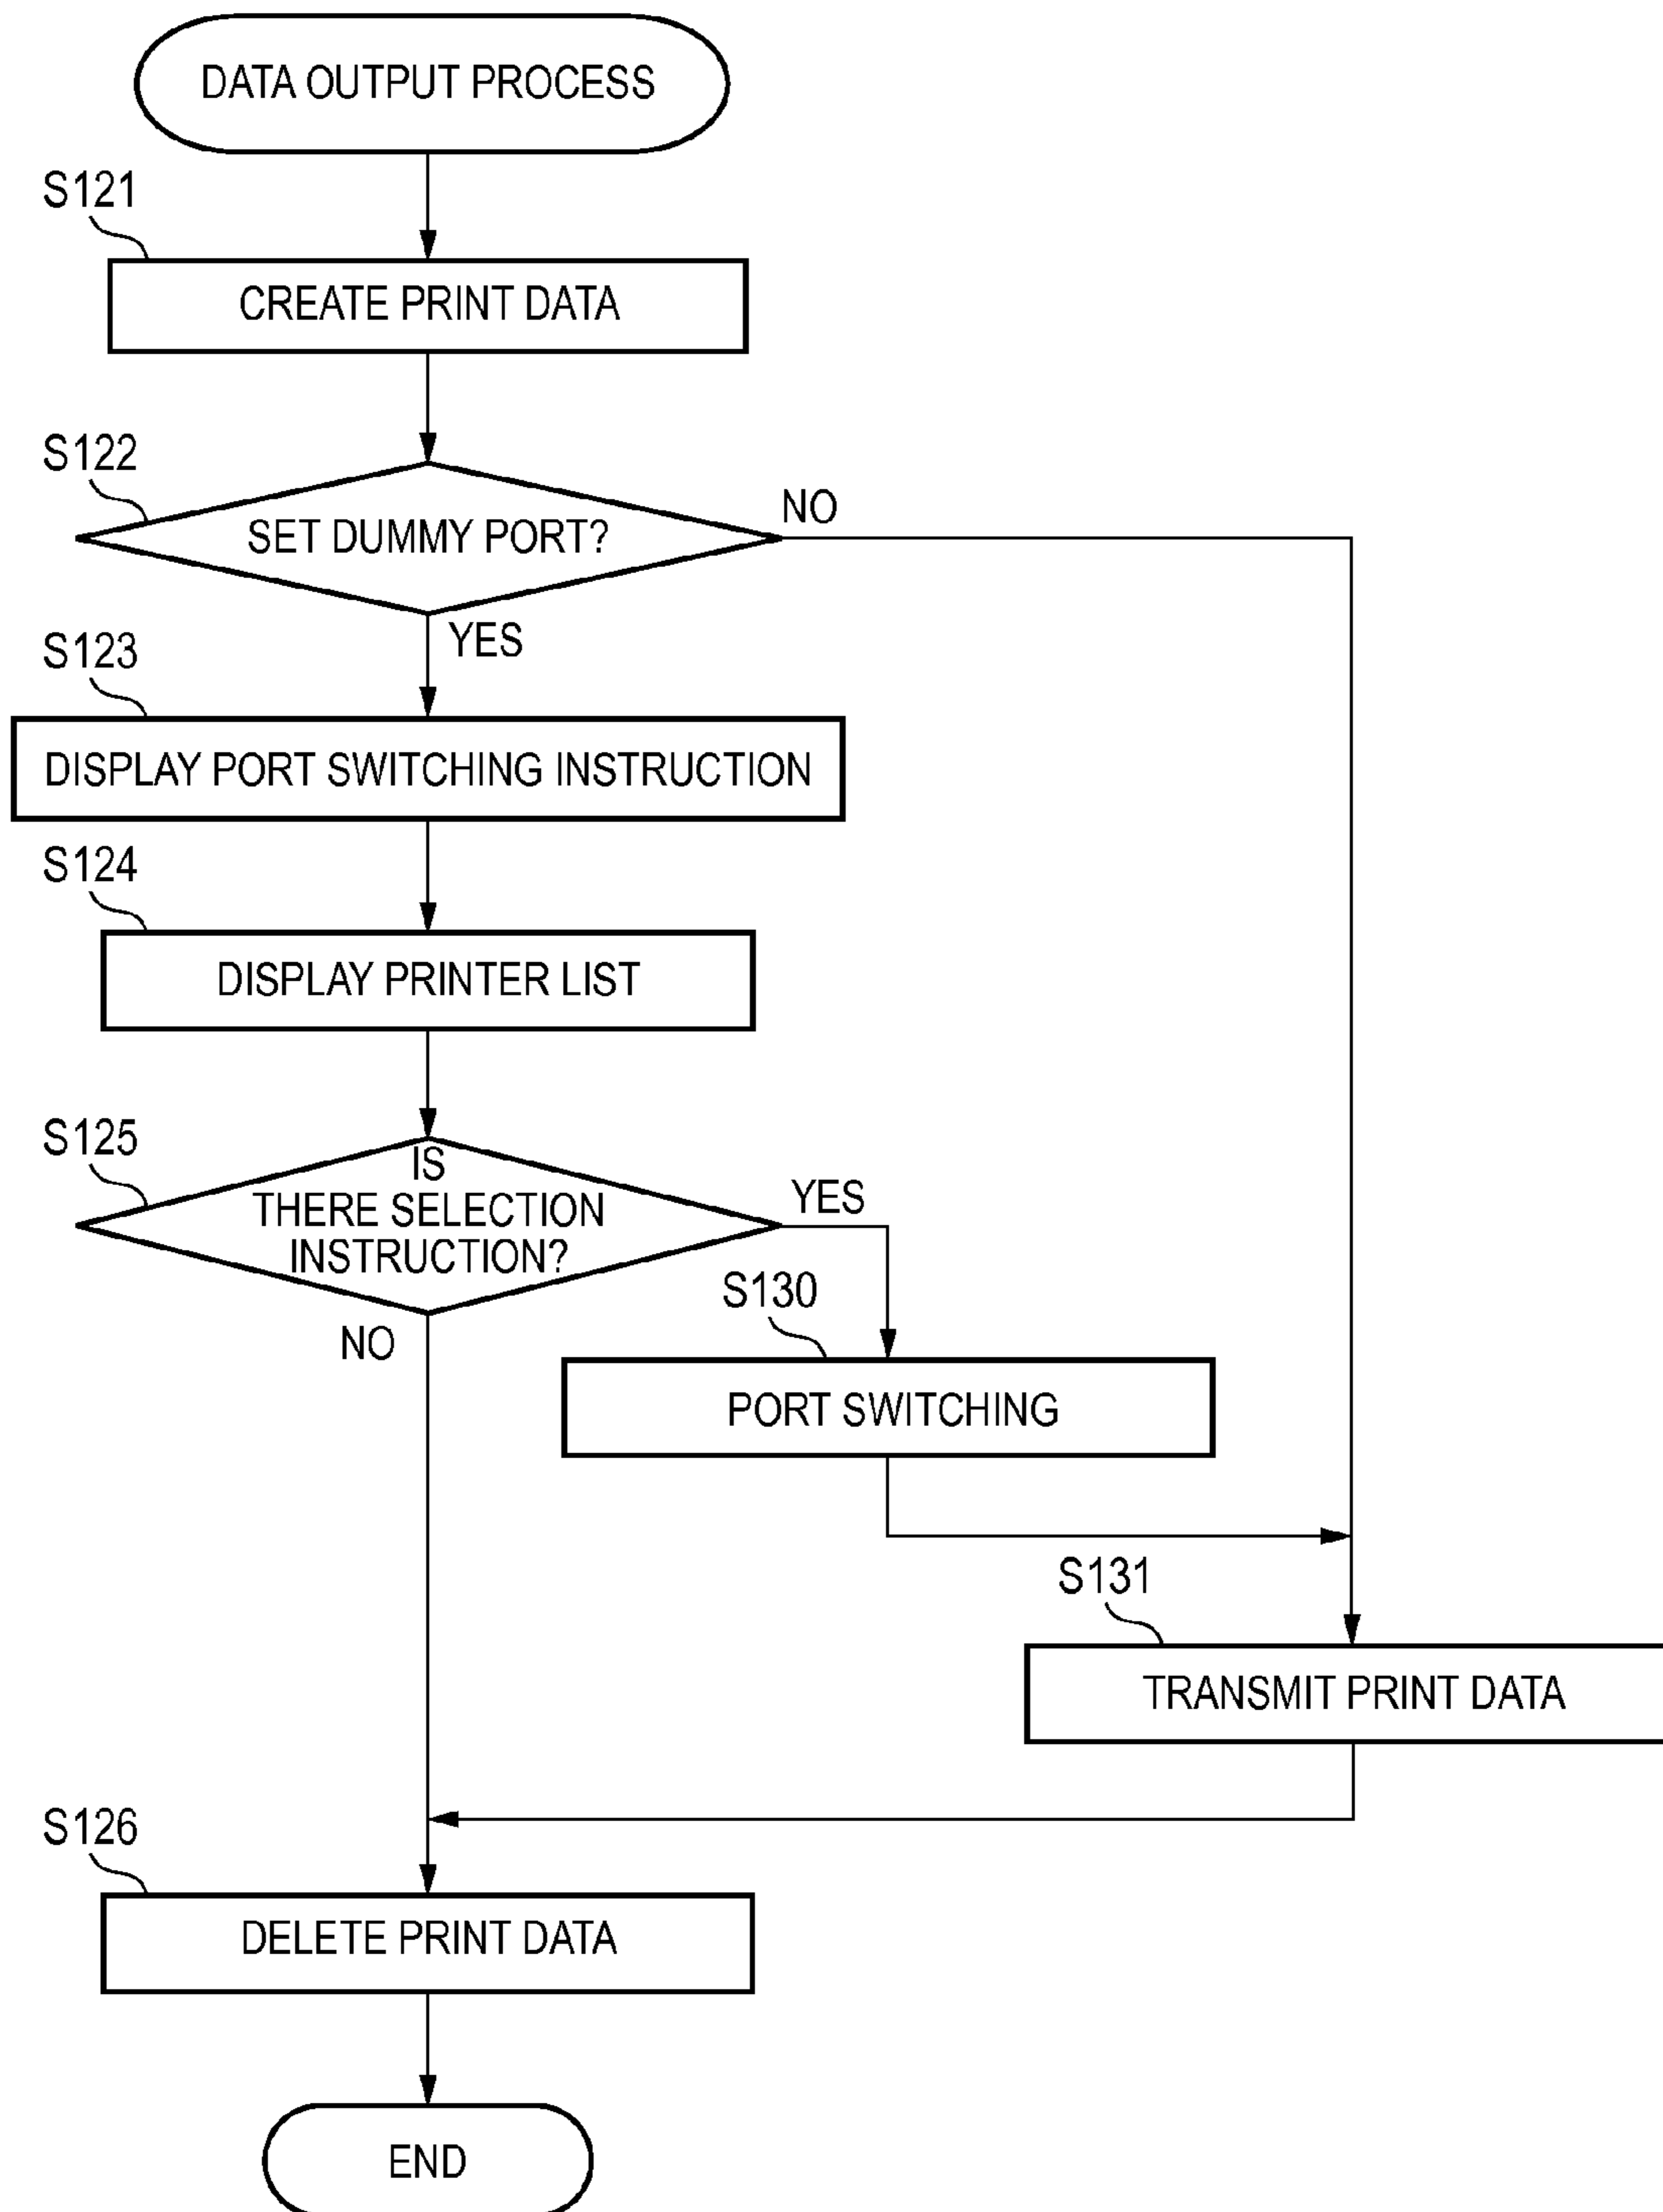 DATA OUTPUT PROCESS
S121
CREATE PRINT DATA
S122
SET DUMMY PORT?
NO
YES
S123
DISPLAY PORT SWITCHING INSTRUCTION
S124
DISPLAY PRINTER LIST
S125
IS
THERE SELECTION
INSTRUCTION?
YES
NO
S130
PORT SWITCHING
S131
TRANSMIT PRINT DATA
S126
DELETE PRINT DATA
END